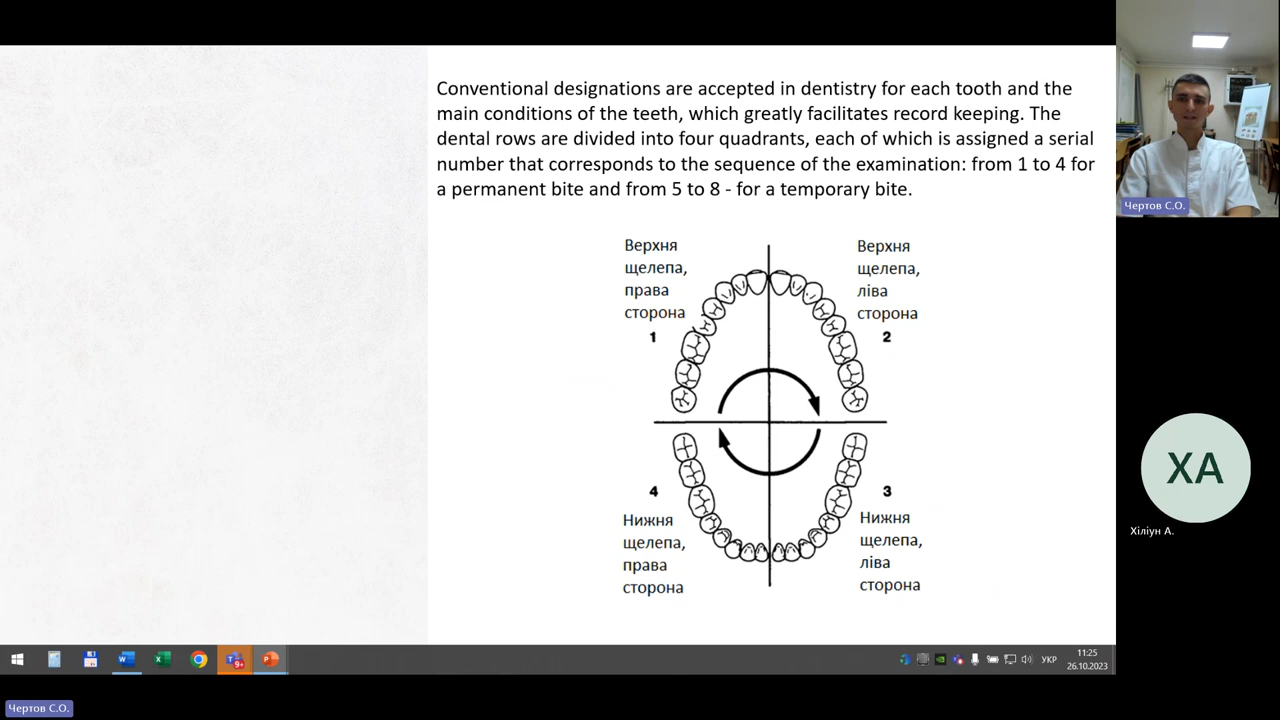 Conventional designations are accepted in dentistry for each tooth and the
main conditions of the teeth, which greatly facilitates record keeping. The
dental rows are divided into four quadrants, each of which is assigned a serial
number that corresponds to the sequence of the examination: from 1 to 4 for
a permanent bite and from 5 to 8 - for a temporary bite.
Верхня
щелепа,
права
сторона
1
Верхня
щелепа,
ліва
сторона
2
4
Нижня
щелепа,
права
сторона
3
Нижня
щелепа,
ліва
сторона
Чертов С.О.
ХА
Хіліун А.
УКР
11:25
26.10.2023
Чертов С.О.